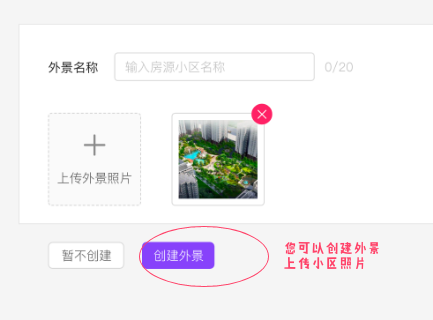 外景名称 输入房源小区名称 0/20
上传外景照片
暂不创建 创建外景
您可以创建外景
上传小区照片